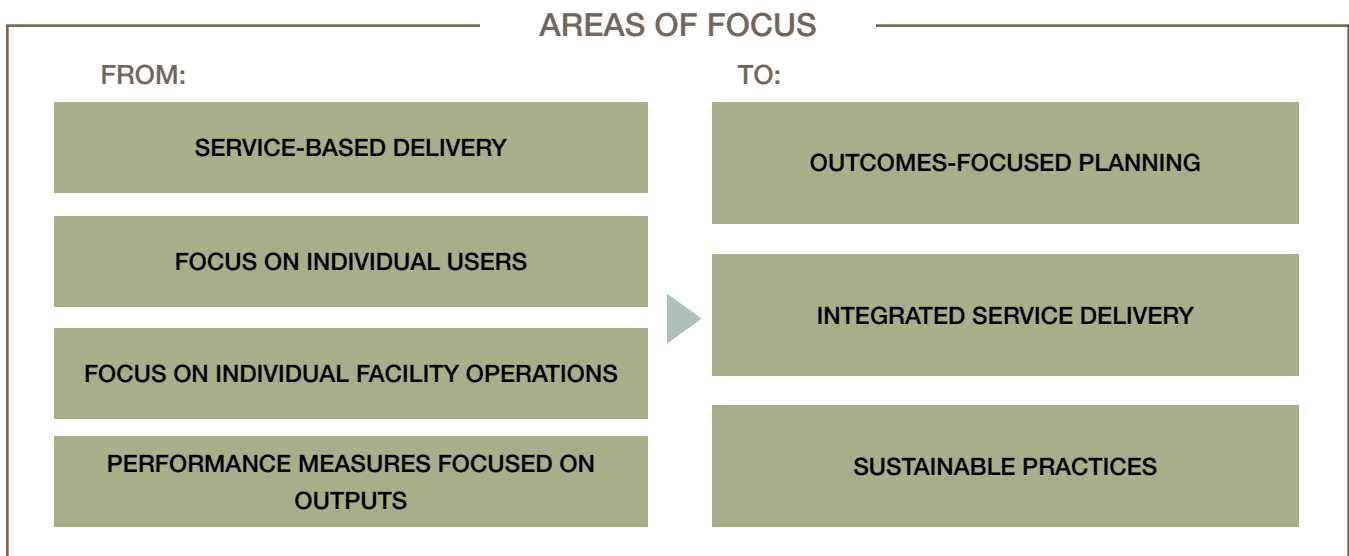 AREAS OF FOCUS
FROM:
SERVICE-BASED DELIVERY
FOCUS ON INDIVIDUAL USERS
FOCUS ON INDIVIDUAL FACILITY OPERATIONS
PERFORMANCE MEASURES FOCUSED ON
OUTPUTS
TO:
OUTCOMES-FOCUSED PLANNING
INTEGRATED SERVICE DELIVERY
SUSTAINABLE PRACTICES